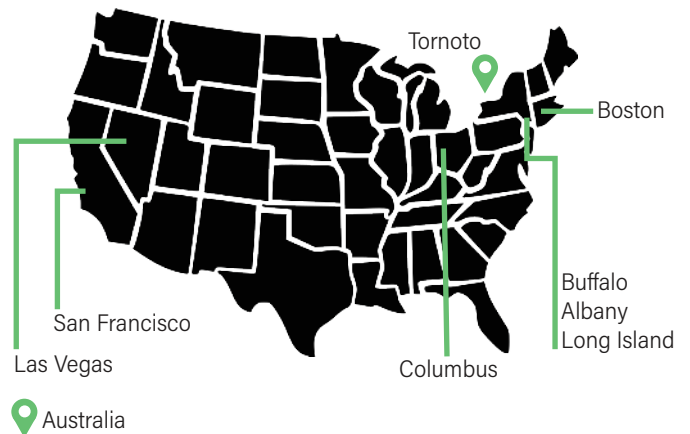 Tornoto
Boston
Buffalo
Albany
Long Island
San Francisco
Las Vegas
Columbus
Australia